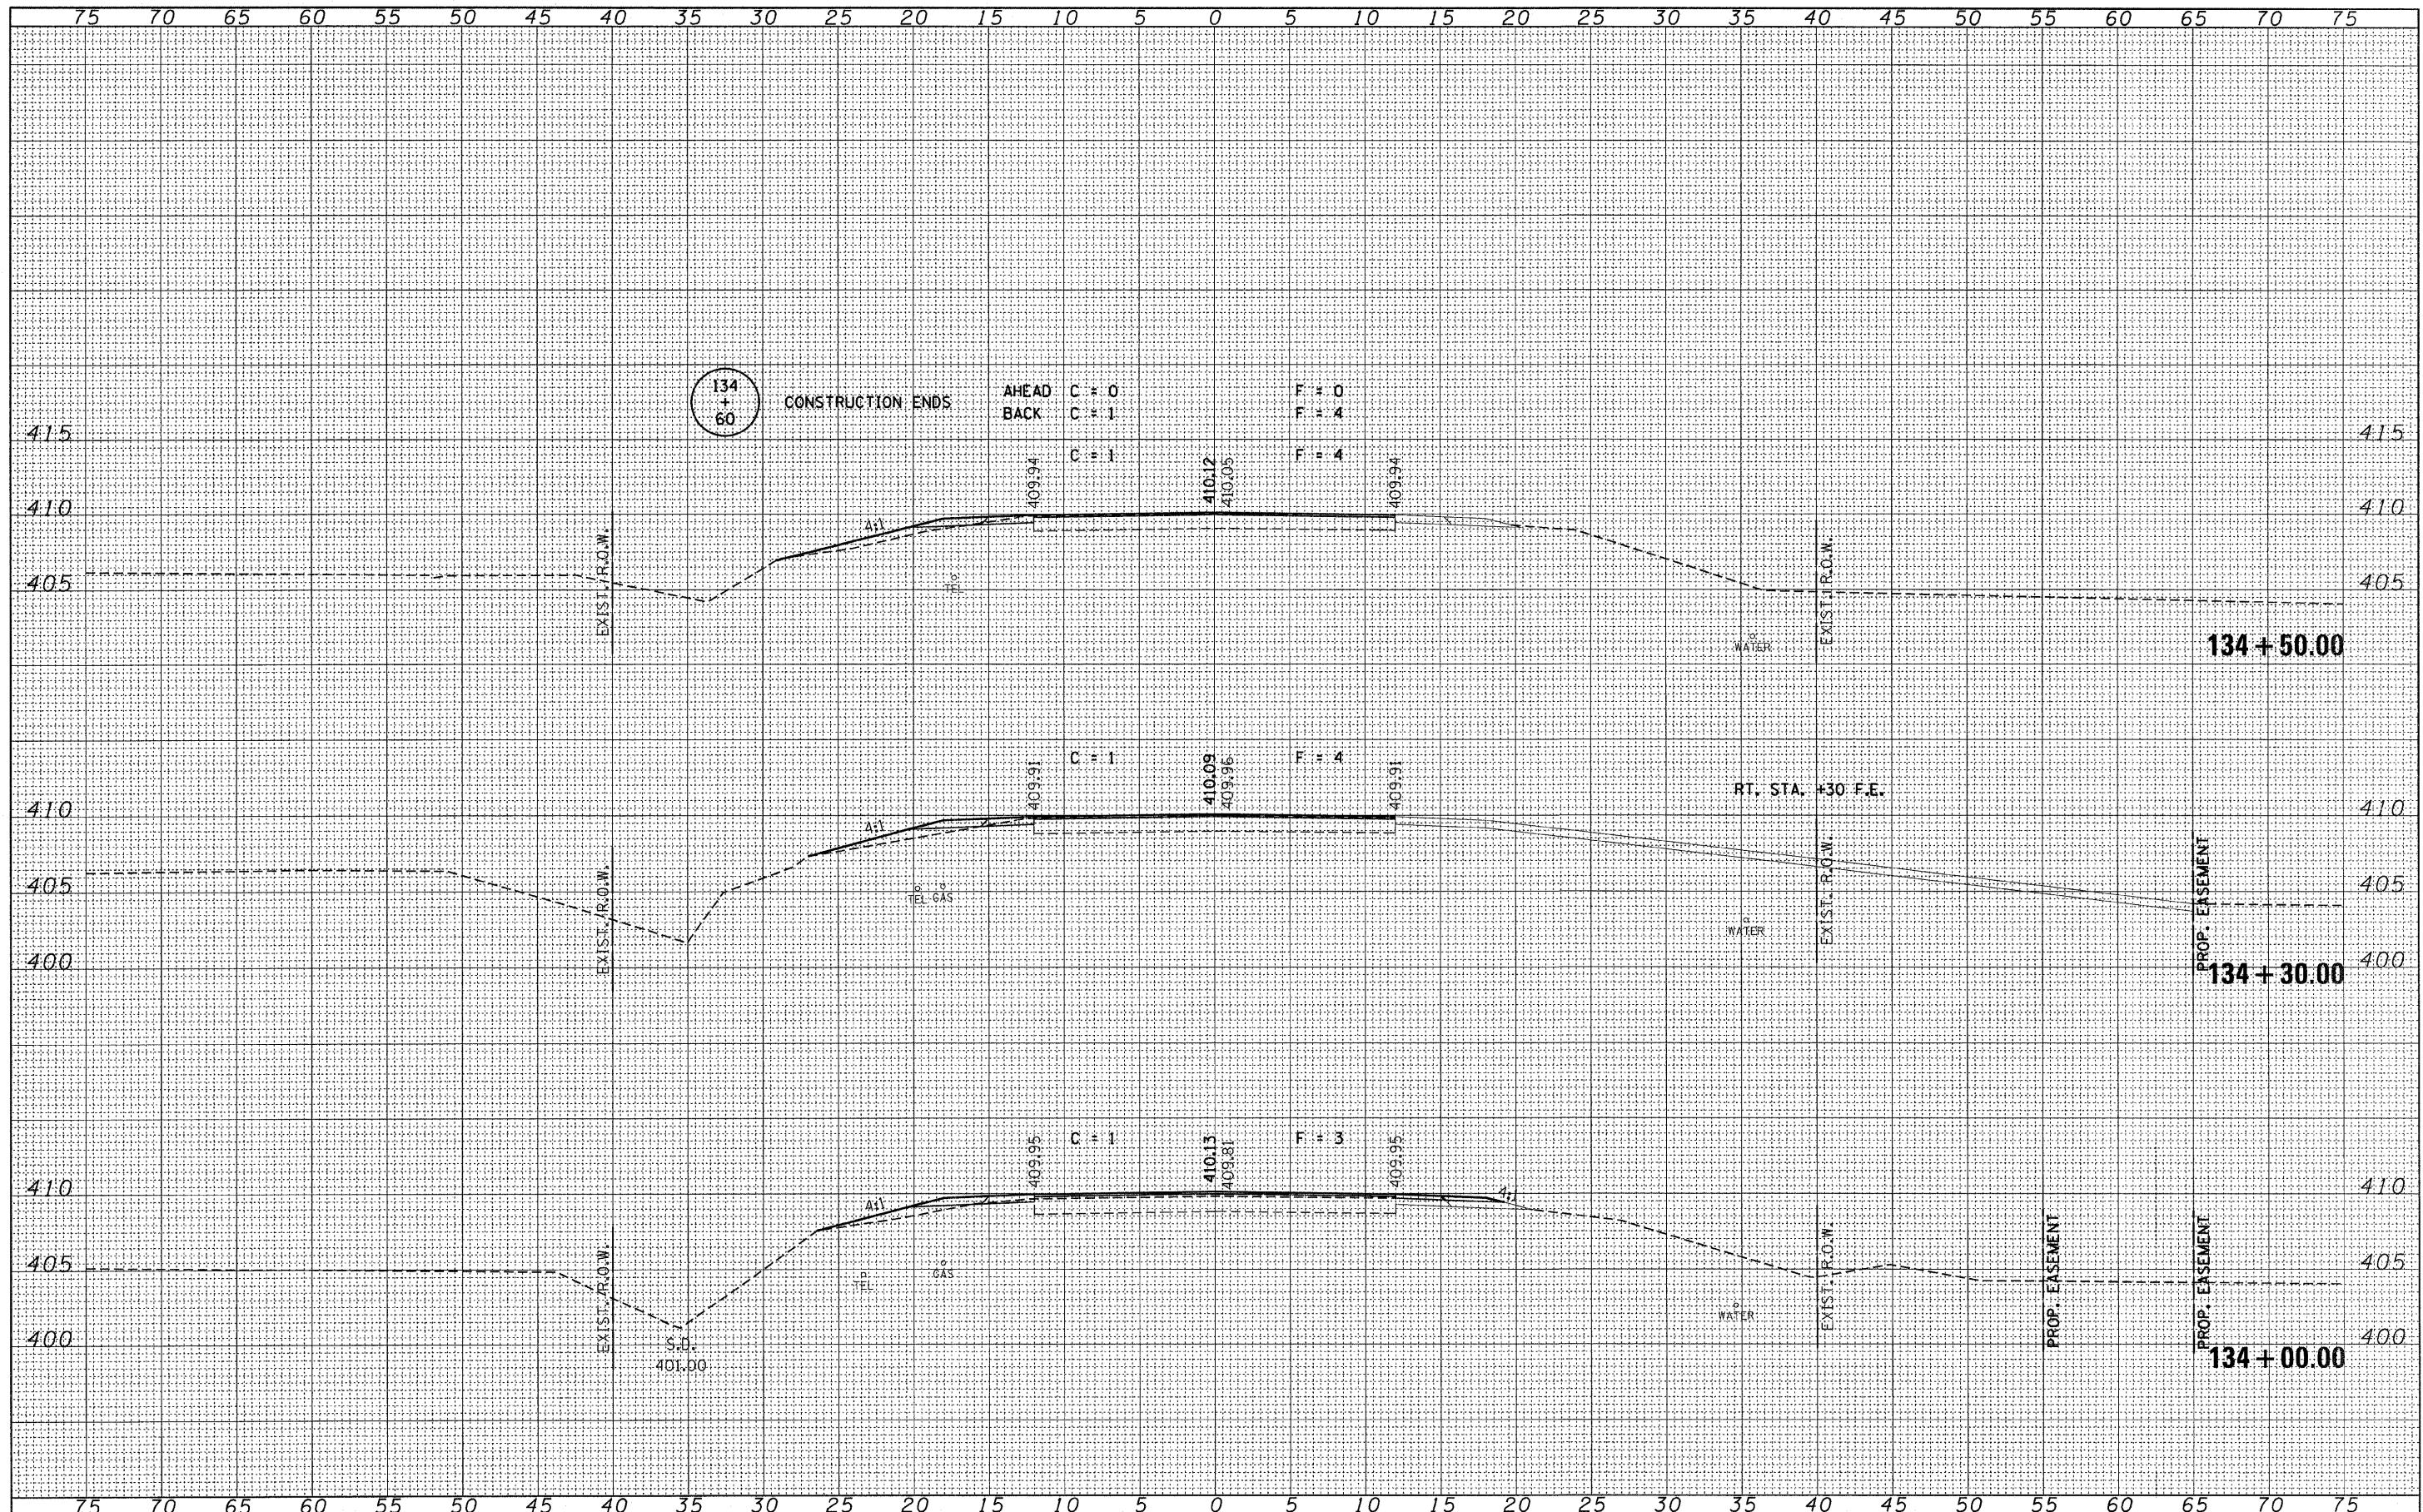 75 70 65 60 55 50 45 40 35 30 25 20 15 10 5 0 5 10 15 20 25 30 35 40 45 50 55 60 65 70 75
134
+
60
CONSTRUCTION ENDS
AHEAD C = 0 F = 0
BACK C = 1 F = 4
415 415
C = 1 F = 4
409.94 410.12 410.05 409.94
410 410
4:1
EXIST. R.O.W. EXIST. R.O.W.
405 405
TEL
WATER
134 + 50.00
C = 1 F = 4
409.91 410.09 409.96 409.91
RT. STA. +30 F.E.
410 410
4:1
EXIST. R.O.W. EXIST. R.O.W. PROP. EASEMENT
405 405
TEL GAS
WATER
400 400
134 + 30.00
C = 1 F = 3
409.95 410.13 409.81 409.95
410 410
4:1 4:1
EXIST. R.O.W. EXIST. R.O.W. PROP. EASEMENT PROP. EASEMENT
405 405
TEL GAS
WATER
400 400
S.D.
401.00
134 + 00.00
75 70 65 60 55 50 45 40 35 30 25 20 15 10 5 0 5 10 15 20 25 30 35 40 45 50 55 60 65 70 75